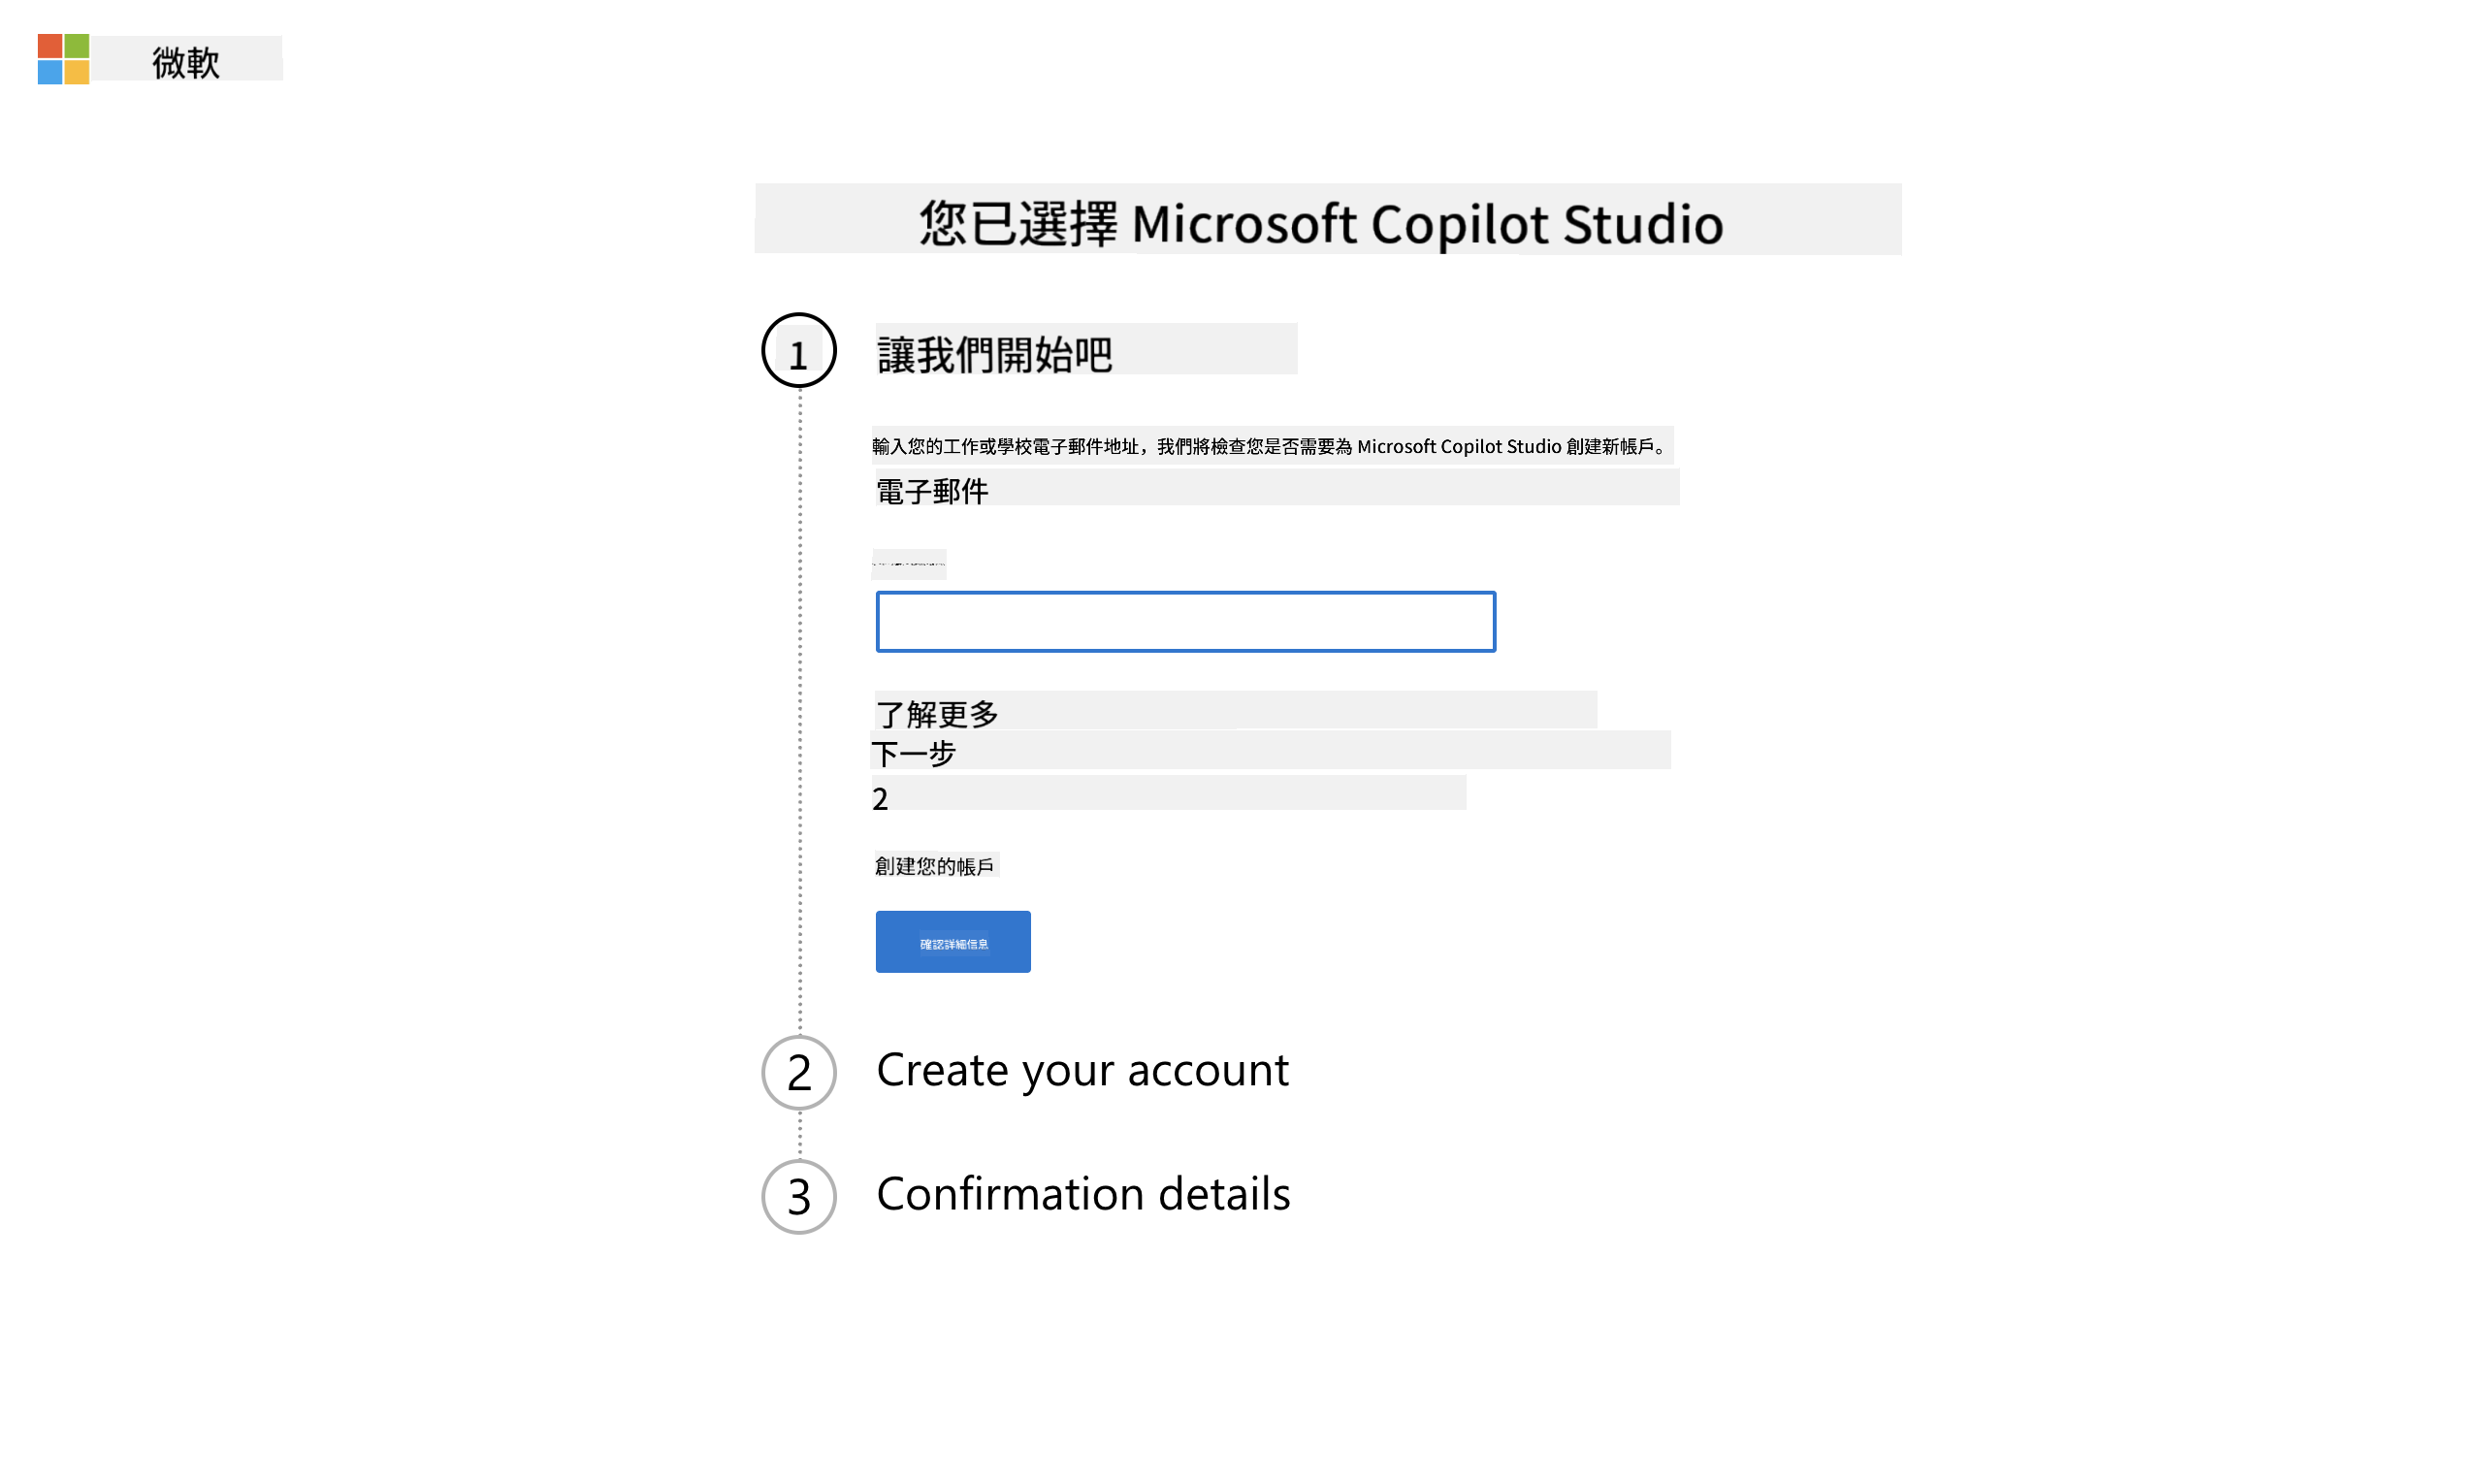 微軟
您已選擇 Microsoft Copilot Studio
1
讓我們開始吧
輸入您的工作或學校電子郵件地址，我們將檢查您是否需要為 Microsoft Copilot Studio 創建新帳戶。
電子郵件
了解更多
下一步
2
創建您的帳戶
確認詳細信息
2
Create your account
3
Confirmation details